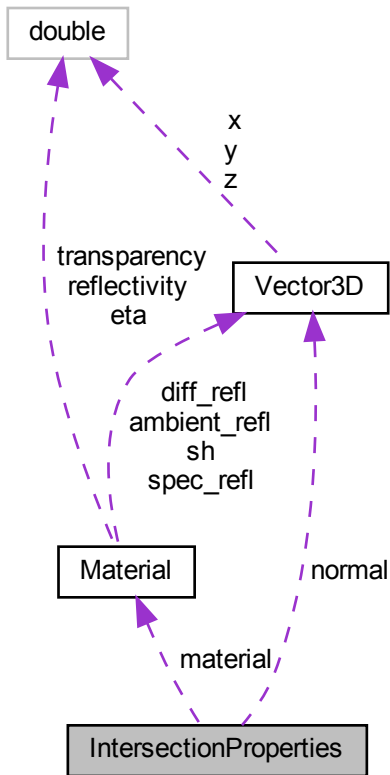 double
x
y
z
transparency
reflectivity
eta
Vector3D
diff_refl
ambient_refl
sh
spec_refl
Material
normal
material
IntersectionProperties